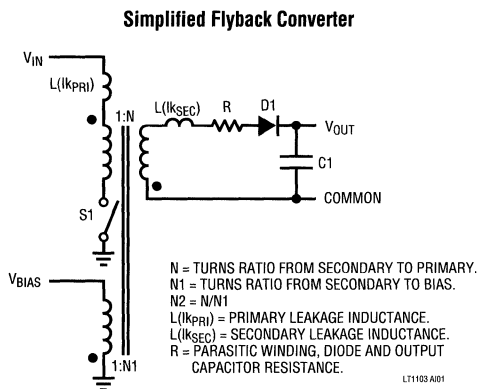 Simplified Flyback Converter
VIN
L(lkPRI)
1:N
L(lkSEC)
R
D1
VOUT
C1
COMMON
S1
VBIAS
1:N1
N = TURNS RATIO FROM SECONDARY TO PRIMARY.
N1 = TURNS RATIO FROM SECONDARY TO BIAS.
N2 = N/N1
L(lkPRI) = PRIMARY LEAKAGE INDUCTANCE.
L(lkSEC) = SECONDARY LEAKAGE INDUCTANCE.
R = PARASITIC WINDING, DIODE AND OUTPUT
CAPACITOR RESISTANCE.
LT1103 AI01